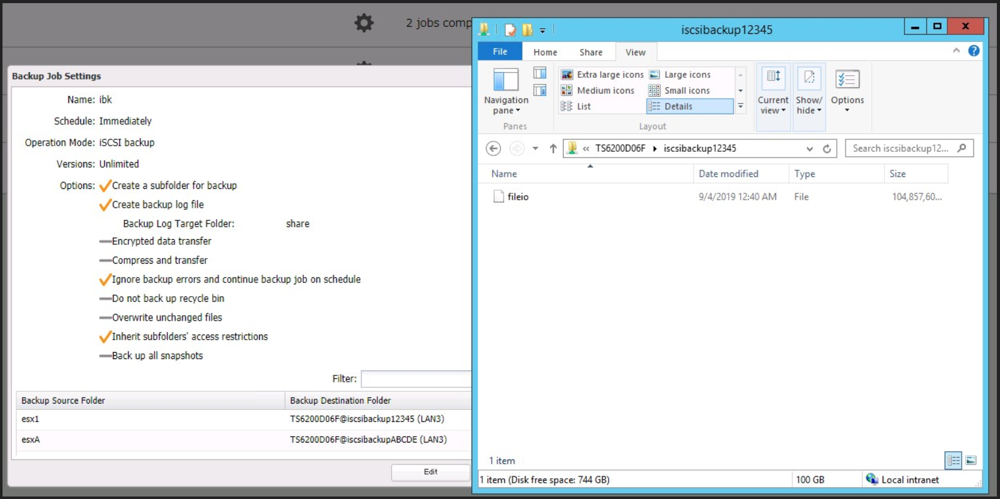 2 jobs comp
Backup Job Settings
Name: ibk
Schedule: Immediately
Operation Mode: iSCSI backup
Versions: Unlimited
Options: Create a subfolder for backup
Create backup log file
Backup Log Target Folder: share
Encrypted data transfer
Compress and transfer
Ignore backup errors and continue backup job on schedule
Do not back up recycle bin
Overwrite unchanged files
Inherit subfolders' access restrictions
Back up all snapshots
Filter:
Backup Source Folder Backup Destination Folder
esx1 TS6200D06F@iscsibackup12345 (LAN3)
esxA TS6200D06F@iscsibackupABCDE (LAN3)
Edit
iscsibackup12345
File Home Share View
Extra large icons Large icons
Medium icons Small icons
List Details
Navigation pane
Current view
Show/hide
Options
Panes Layout
« TS6200D06F iscsibackup12345
Search iscsibackup12...
Name Date modified Type Size
fileio 9/4/2019 12:40 AM File 104,857,60...
1 item
1 item (Disk free space: 744 GB) 100 GB Local intranet